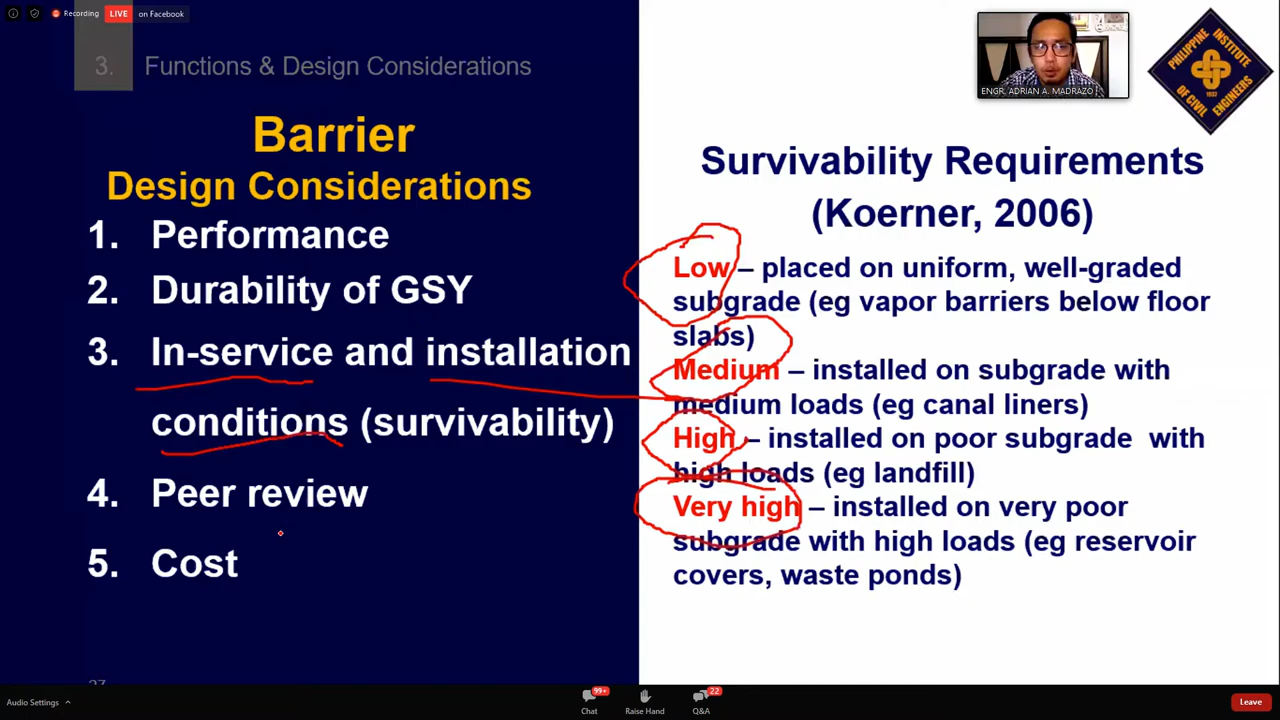 Recording
LIVE
on Facebook
3.
Functions & Design Considerations
Barrier
Design Considerations
1. Performance
2. Durability of GSY
3. In-service and installation
conditions (survivability)
4. Peer review
5. Cost
ENGR. ADRIAN A. MADRAZO
PHILIPPINE INSTITUTE
OF CIVIL ENGINEERS
Survivability Requirements
(Koerner, 2006)
Low – placed on uniform, well-graded
subgrade (eg vapor barriers below floor
slabs)
Medium – installed on subgrade with
medium loads (eg canal liners)
High – installed on poor subgrade with
high loads (eg landfill)
Very high – installed on very poor
subgrade with high loads (eg reservoir
covers, waste ponds)
Audio Settings
99+
Chat
Raise Hand
22
Q&A
Leave